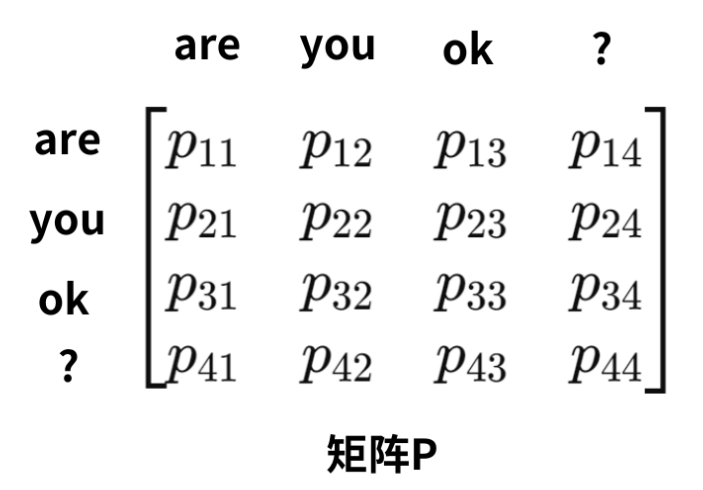 are you ok ?
are p11 p12 p13 p14
you p21 p22 p23 p24
ok p31 p32 p33 p34
? p41 p42 p43 p44
矩阵P